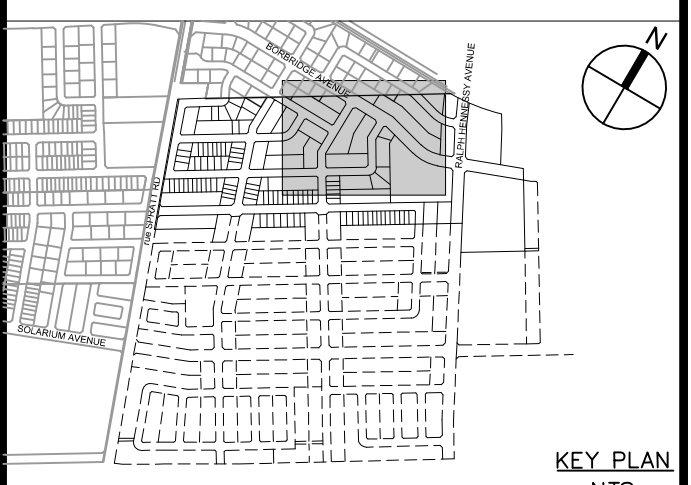 N
BORBRIDGE AVENUE
RALPH HENNESSY AVENUE
rue SPRATT RD
SOLARIUM AVENUE
KEY PLAN
NTS